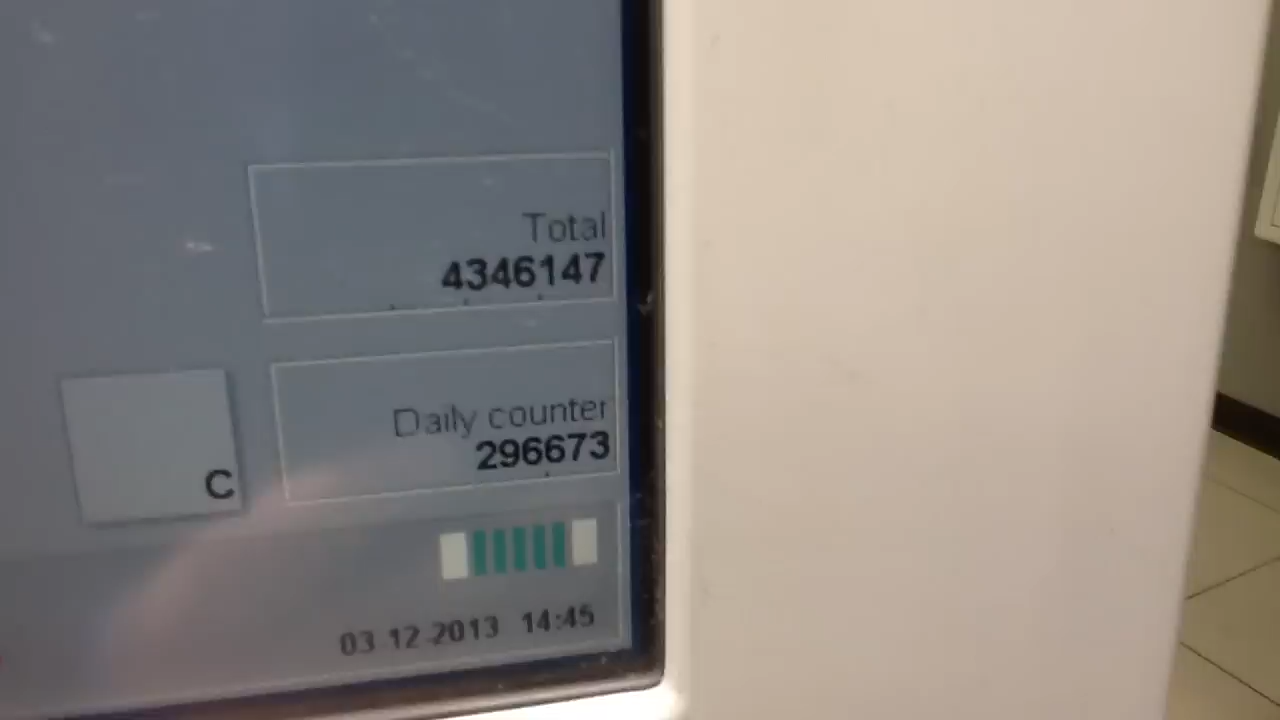 Total
4346147
Daily counter
296673
C
03.12.2013 14:45